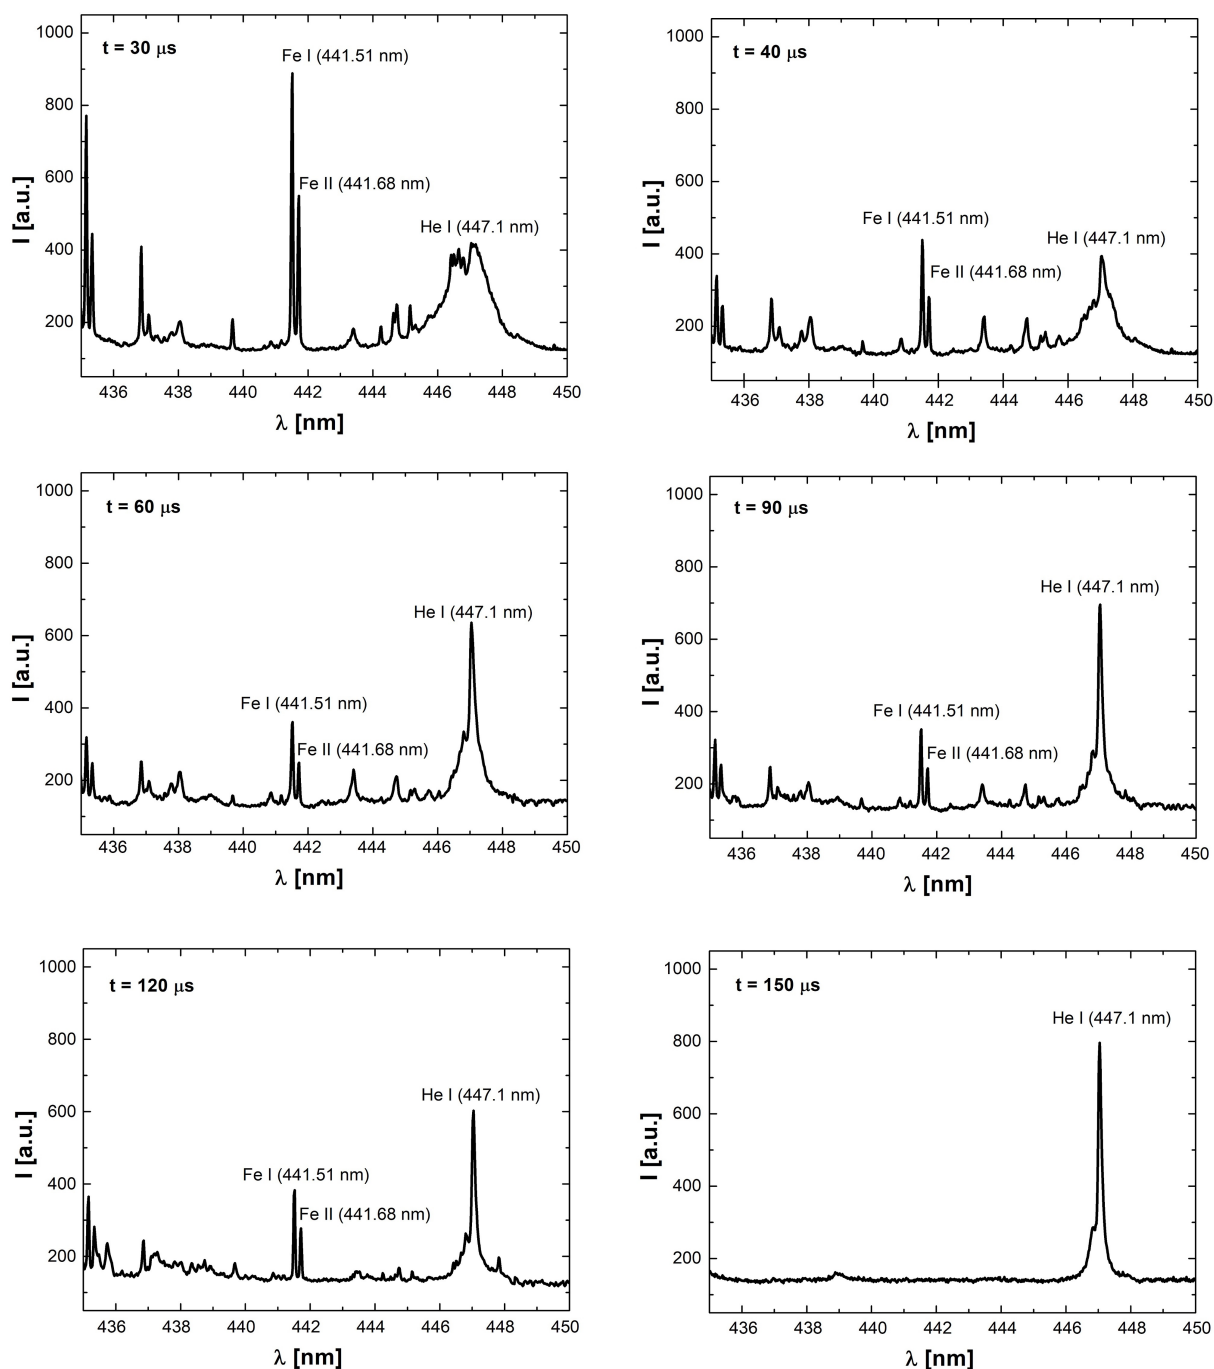 t = 30 μs
Fe I (441.51 nm)
Fe II (441.68 nm)
He I (447.1 nm)
I [a.u.]
1000
800
600
400
200
436 438 440 442 444 446 448 450
λ [nm]
t = 40 μs
Fe I (441.51 nm)
He I (447.1 nm)
Fe II (441.68 nm)
I [a.u.]
1000
800
600
400
200
436 438 440 442 444 446 448 450
λ [nm]
t = 60 μs
He I (447.1 nm)
Fe I (441.51 nm)
Fe II (441.68 nm)
I [a.u.]
1000
800
600
400
200
436 438 440 442 444 446 448 450
λ [nm]
t = 90 μs
He I (447.1 nm)
Fe I (441.51 nm)
Fe II (441.68 nm)
I [a.u.]
1000
800
600
400
200
436 438 440 442 444 446 448 450
λ [nm]
t = 120 μs
He I (447.1 nm)
Fe I (441.51 nm)
Fe II (441.68 nm)
I [a.u.]
1000
800
600
400
200
436 438 440 442 444 446 448 450
λ [nm]
t = 150 μs
He I (447.1 nm)
I [a.u.]
1000
800
600
400
200
436 438 440 442 444 446 448 450
λ [nm]